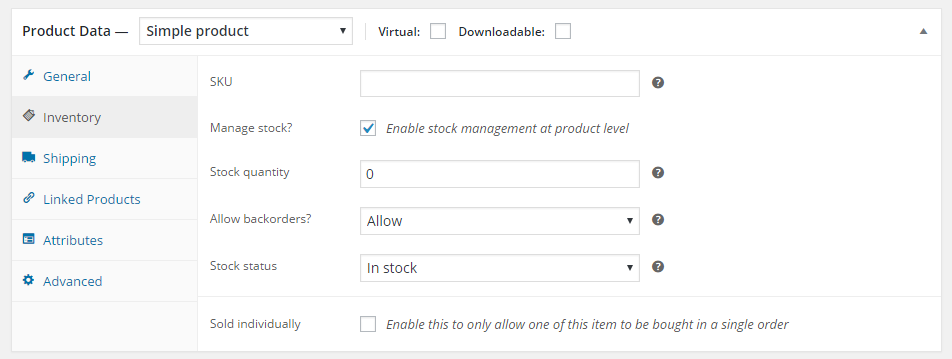 Product Data — Simple product Virtual: Downloadable:
General
Inventory
Shipping
Linked Products
Attributes
Advanced
SKU
Manage stock? Enable stock management at product level
Stock quantity 0
Allow backorders? Allow
Stock status In stock
Sold individually Enable this to only allow one of this item to be bought in a single order